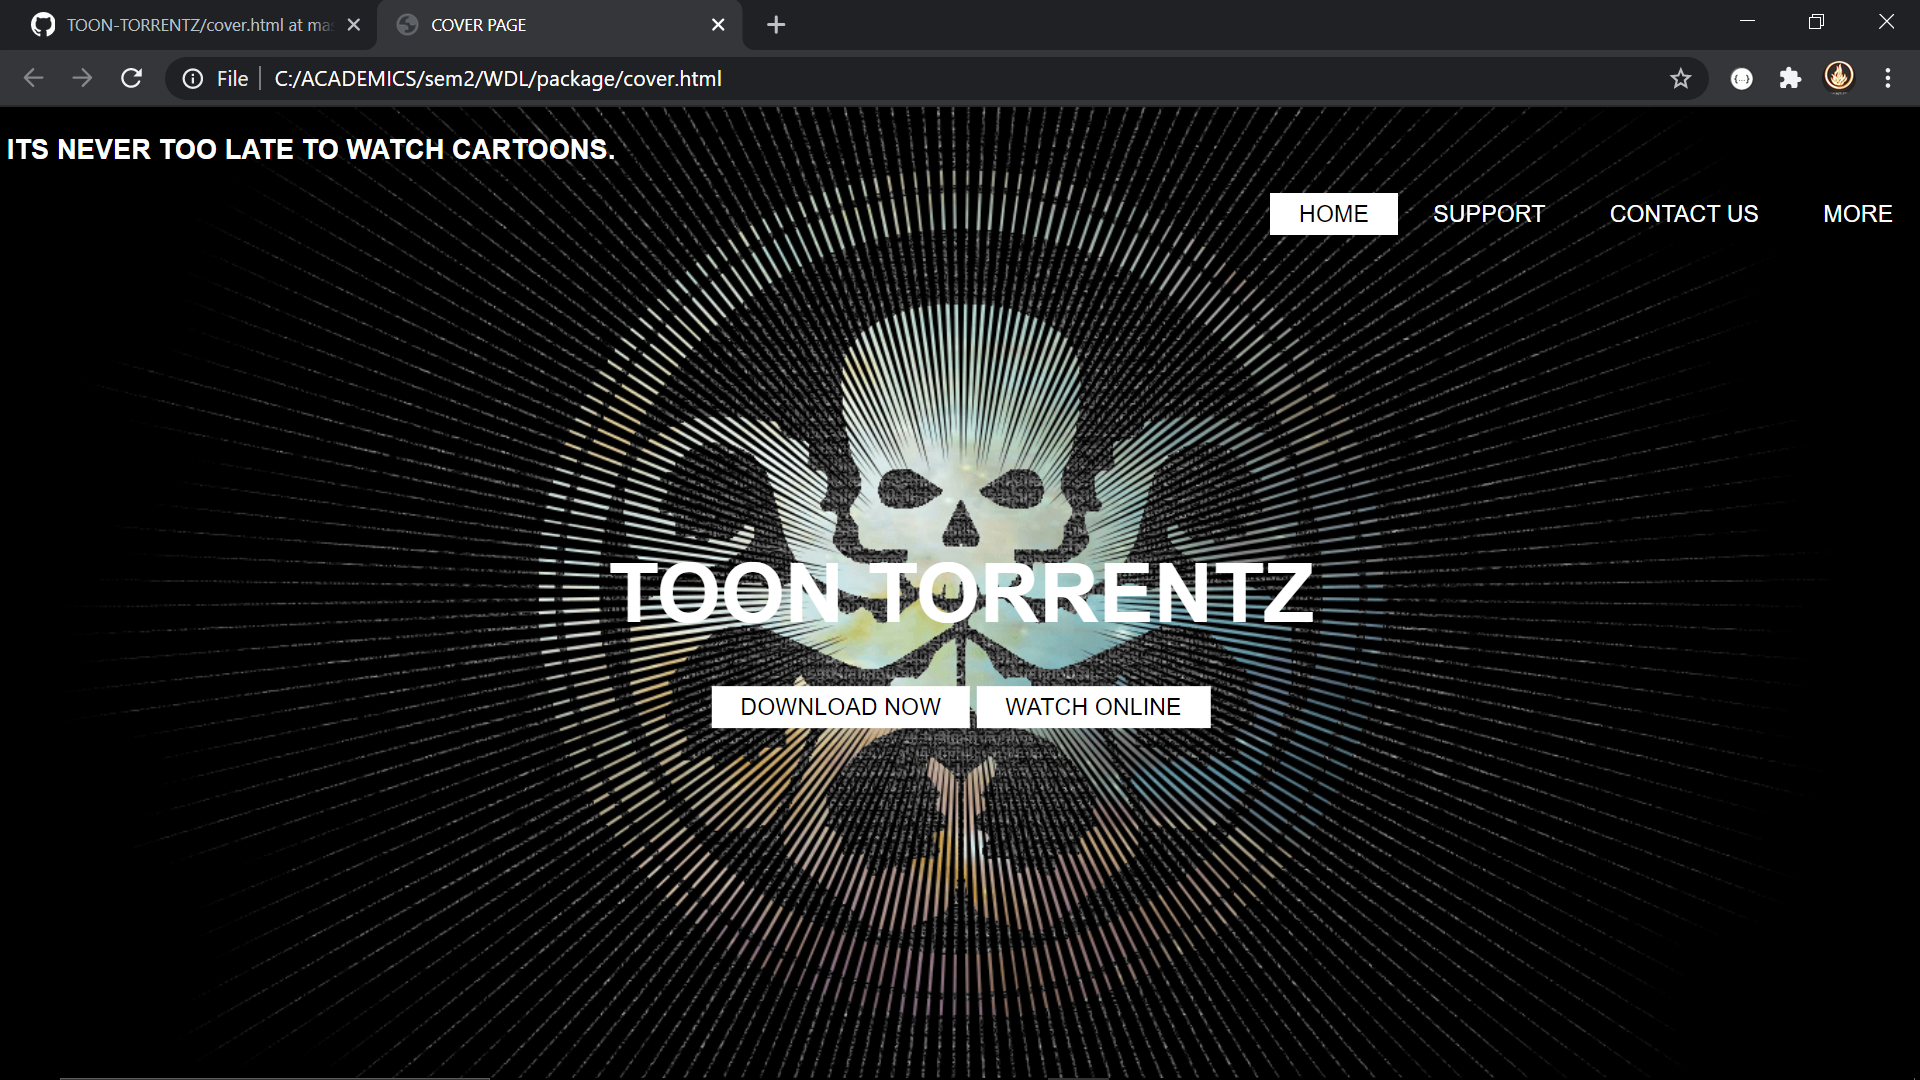 TOON-TORRENTZ/cover.html at ma
COVER PAGE
File
C:/ACADEMICS/sem2/WDL/package/cover.html
ITS NEVER TOO LATE TO WATCH CARTOONS.
HOME SUPPORT CONTACT US MORE
TOON TORRENTZ
DOWNLOAD NOW WATCH ONLINE